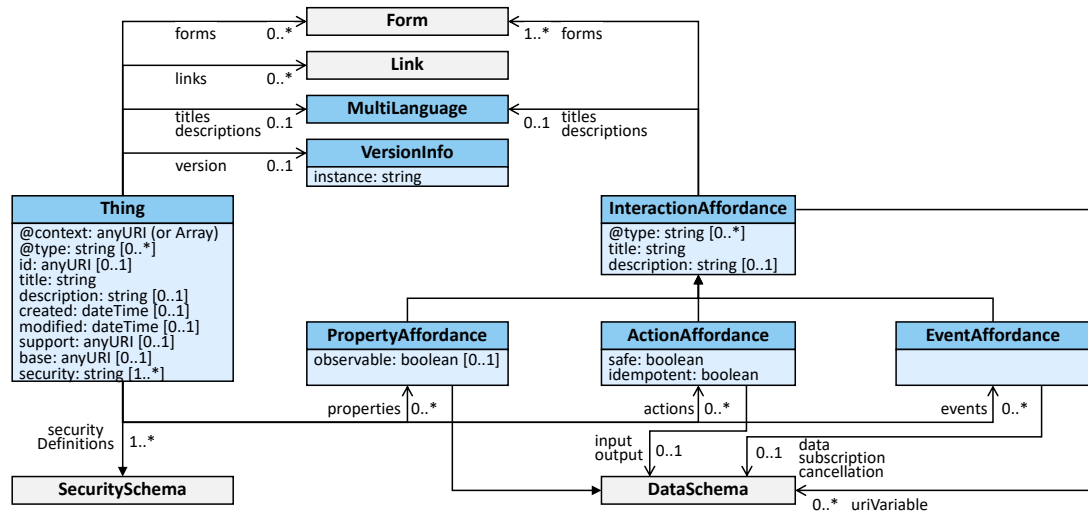 Form
forms 0..*
1..* forms
Link
links 0..*
MultiLanguage
titles
descriptions
0..1
0..1
titles
descriptions
VersionInfo
version 0..1
instance: string
Thing
@context: anyURI (or Array)
@type: string [0..*]
id: anyURI [0..1]
title: string
description: string [0..1]
created: dateTime [0..1]
modified: dateTime [0..1]
support: anyURI [0..1]
base: anyURI [0..1]
security: string [1..*]
InteractionAffordance
@type: string [0..*]
title: string
description: string [0..1]
PropertyAffordance
observable: boolean [0..1]
ActionAffordance
safe: boolean
idempotent: boolean
EventAffordance
properties 0..*
actions 0..*
events 0..*
security
Definitions
1..*
input
output
0..1
0..1
data
subscription
cancellation
SecuritySchema
DataSchema
0..* uriVariable